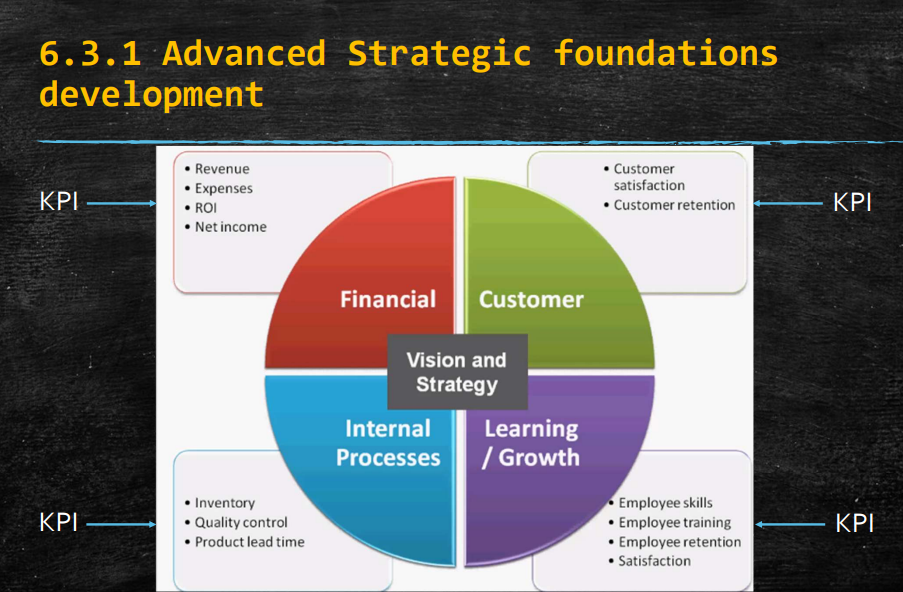 6.3.1 Advanced Strategic foundations
development
KPI
• Revenue
• Expenses
• ROI
• Net income
• Customer
satisfaction
• Customer retention
KPI
Financial
Customer
Vision and
Strategy
Internal
Processes
Learning
/ Growth
KPI
• Inventory
• Quality control
• Product lead time
• Employee skills
• Employee training
• Employee retention
• Satisfaction
KPI